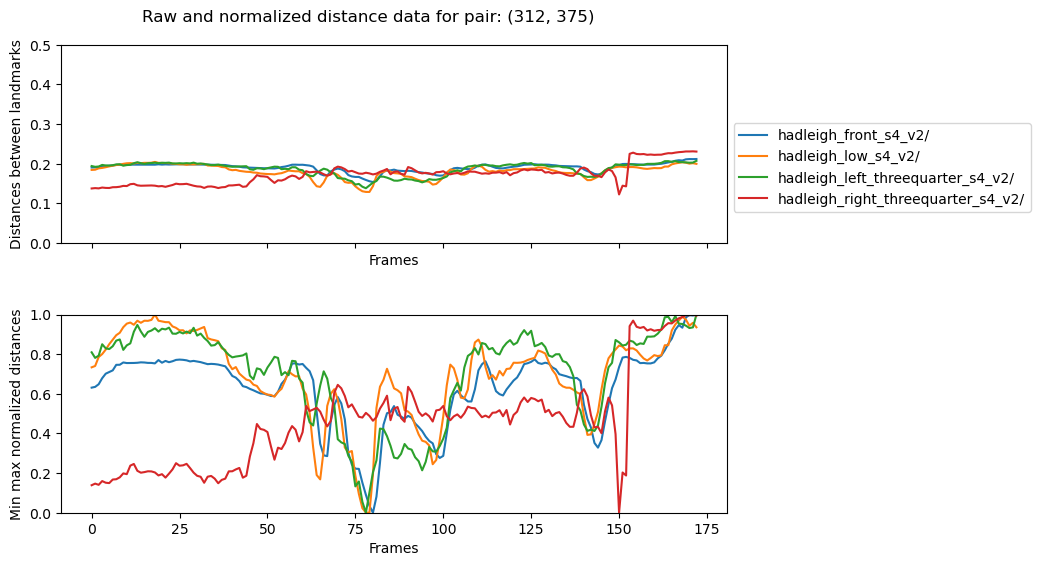 Raw and normalized distance data for pair: (312, 375)
Distances between landmarks
0.5
0.4
0.3
0.2
0.1
0.0
Frames
hadleigh_front_s4_v2/
hadleigh_low_s4_v2/
hadleigh_left_threequarter_s4_v2/
hadleigh_right_threequarter_s4_v2/
Min max normalized distances
1.0
0.8
0.6
0.4
0.2
0.0
0 25 50 75 100 125 150 175
Frames